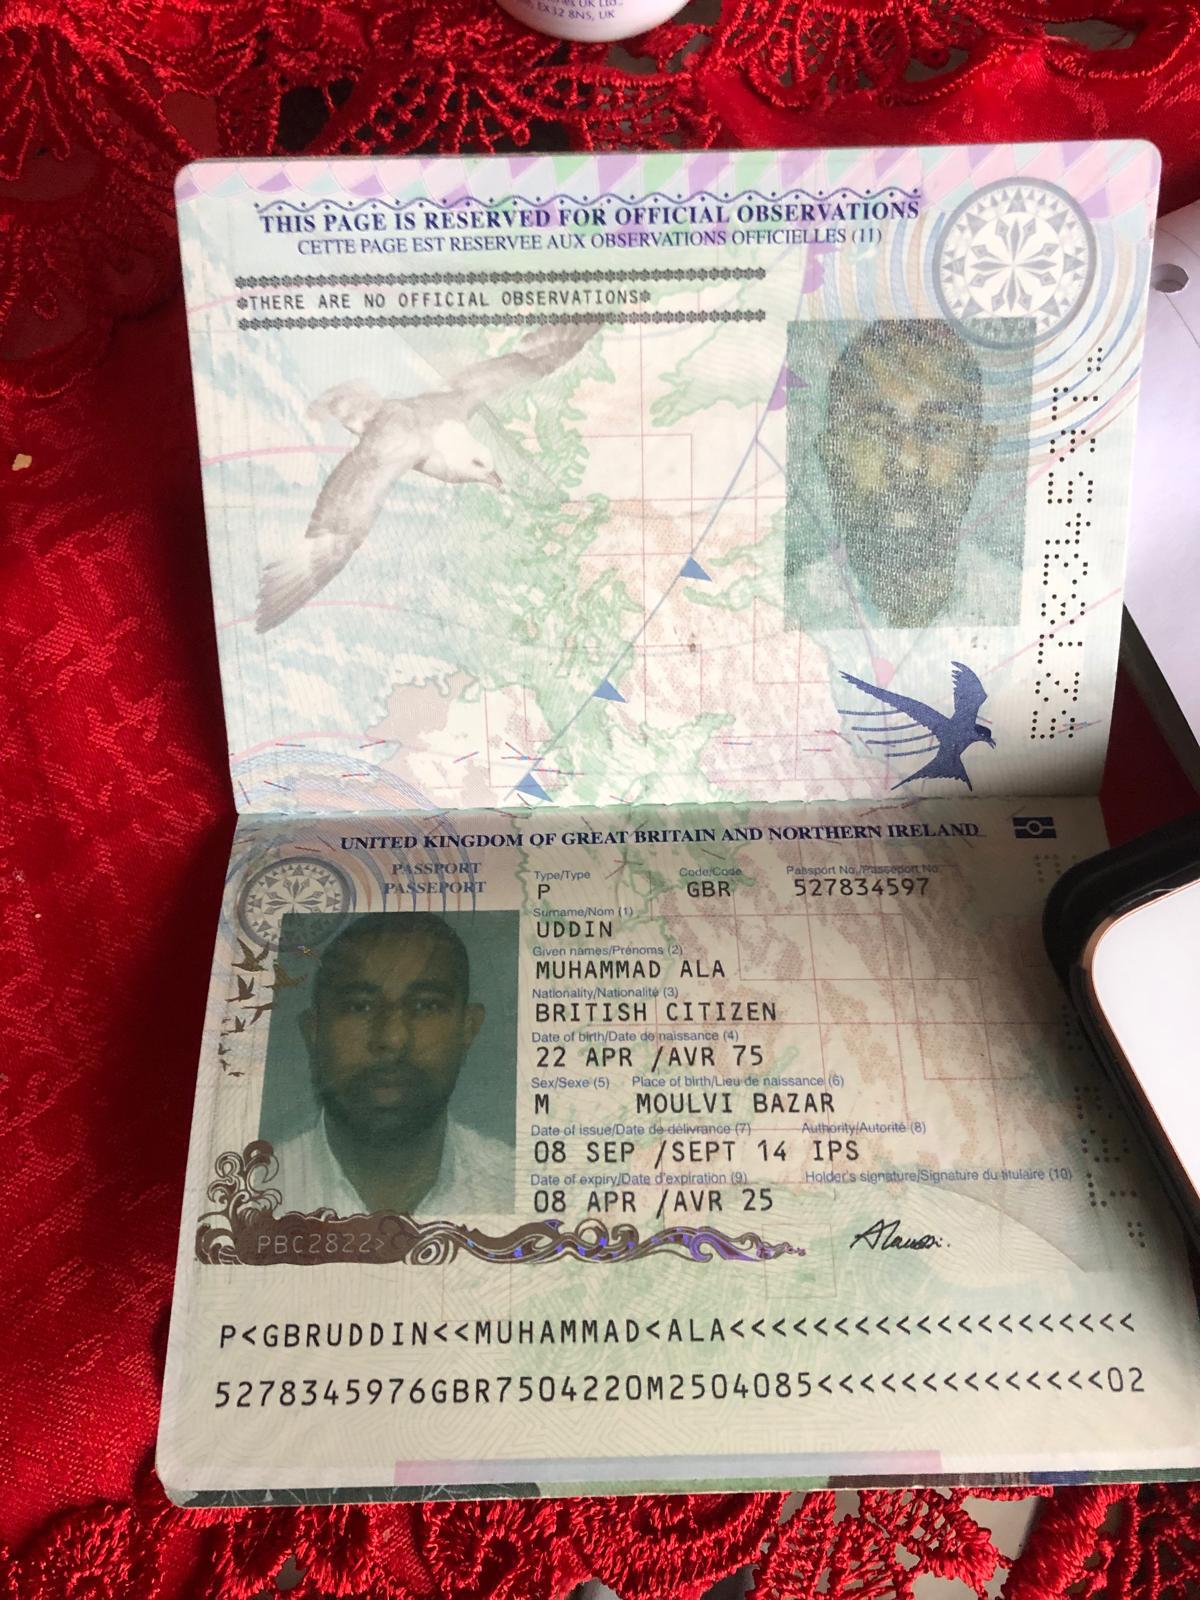 EX32 8NS, UK
THIS PAGE IS RESERVED FOR OFFICIAL OBSERVATIONS
CETTE PAGE EST RESERVEE AUX OBSERVATIONS OFFICIELLES (11)
*THERE ARE NO OFFICIAL OBSERVATIONS*
527834597
UNITED KINGDOM OF GREAT BRITAIN AND NORTHERN IRELAND
PASSPORT
PASSEPORT
Type/Type Code/Code Passport No./Passeport No.
P GBR 527834597
Surname/Nom (1)
UDDIN
Given names/Prénoms (2)
MUHAMMAD ALA
Nationality/Nationalité (3)
BRITISH CITIZEN
Date of birth/Date de naissance (4)
22 APR /AVR 75
Sex/Sexe (5) Place of birth/Lieu de naissance (6)
M MOULVI BAZAR
Date of issue/Date de délivrance (7) Authority/Autorité (8)
08 SEP /SEPT 14 IPS
Date of expiry/Date d'expiration (9) Holder's signature/Signature du titulaire (10)
08 APR /AVR 25
PBC2822>
P<GBRUDDIN<<MUHAMMAD<ALA<<<<<<<<<<<<<<<<<<<<
5278345976GBR7504220M2504085<<<<<<<<<<<<<<02